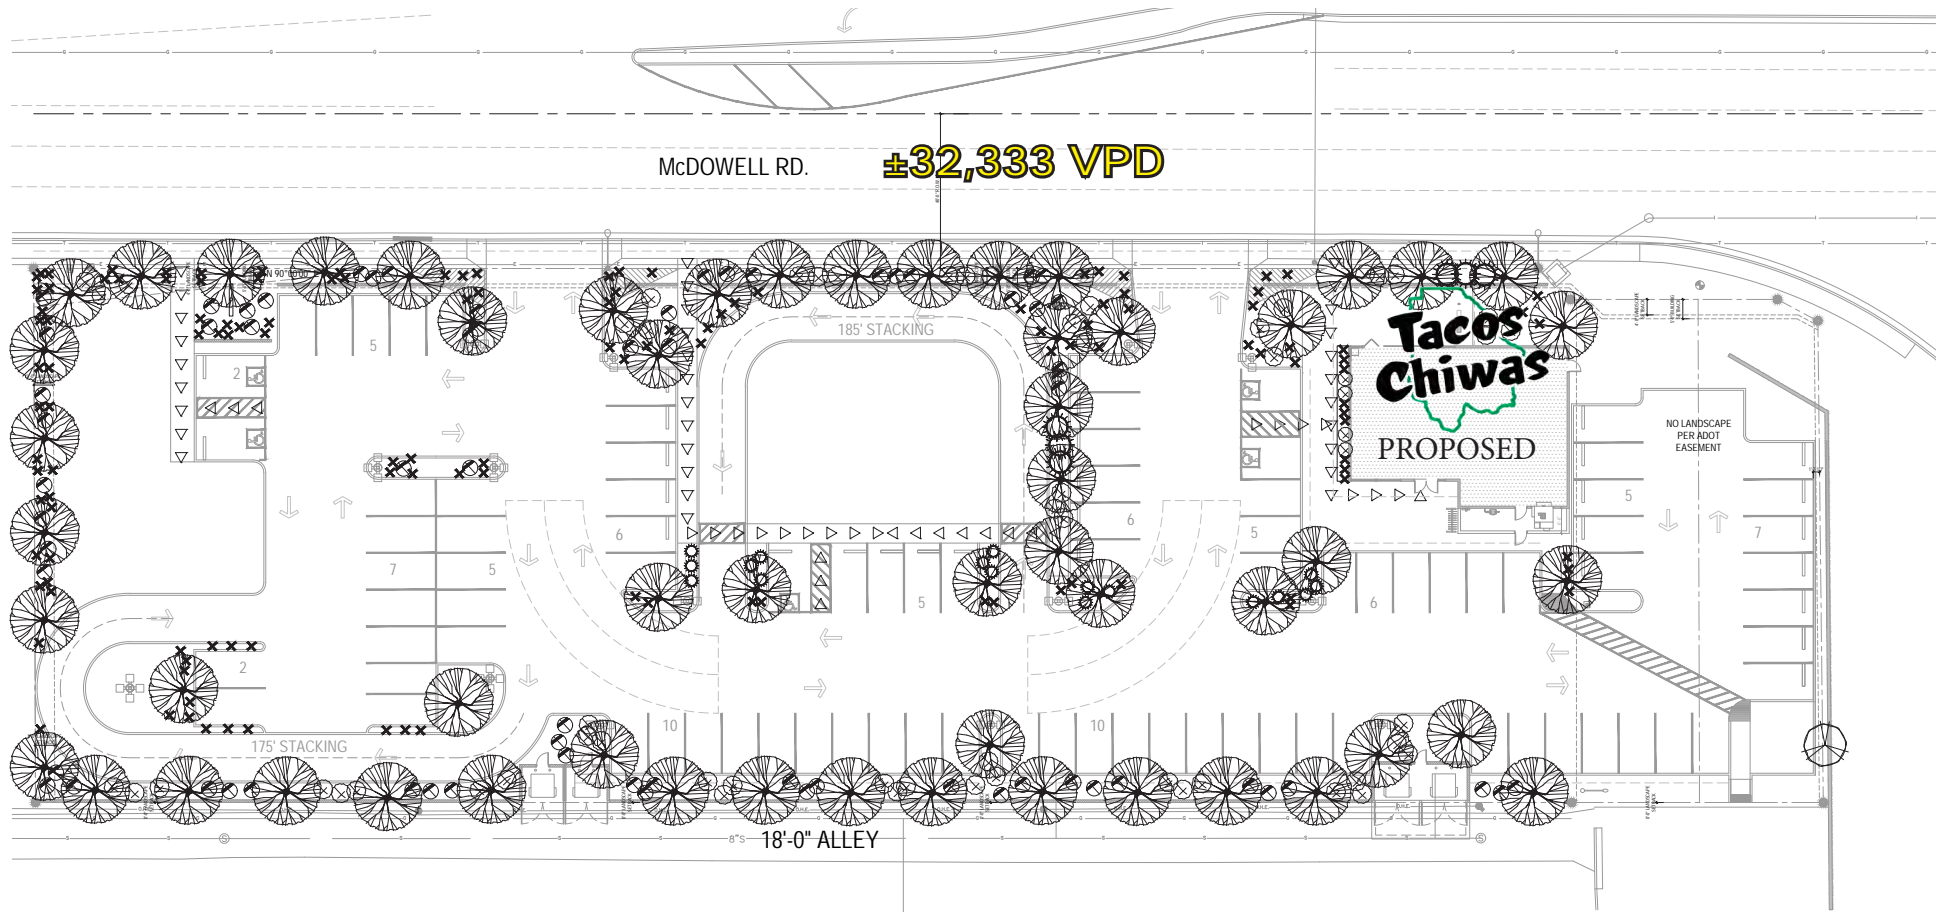 McDOWELL RD.
±32,333 VPD
185' STACKING
5
2
Tacos
Chiwas
PROPOSED
NO LANDSCAPE
PER ADOT
EASEMENT
5
7
6
6
5
7
5
5
6
2
10
10
175' STACKING
8"S
18'-0" ALLEY